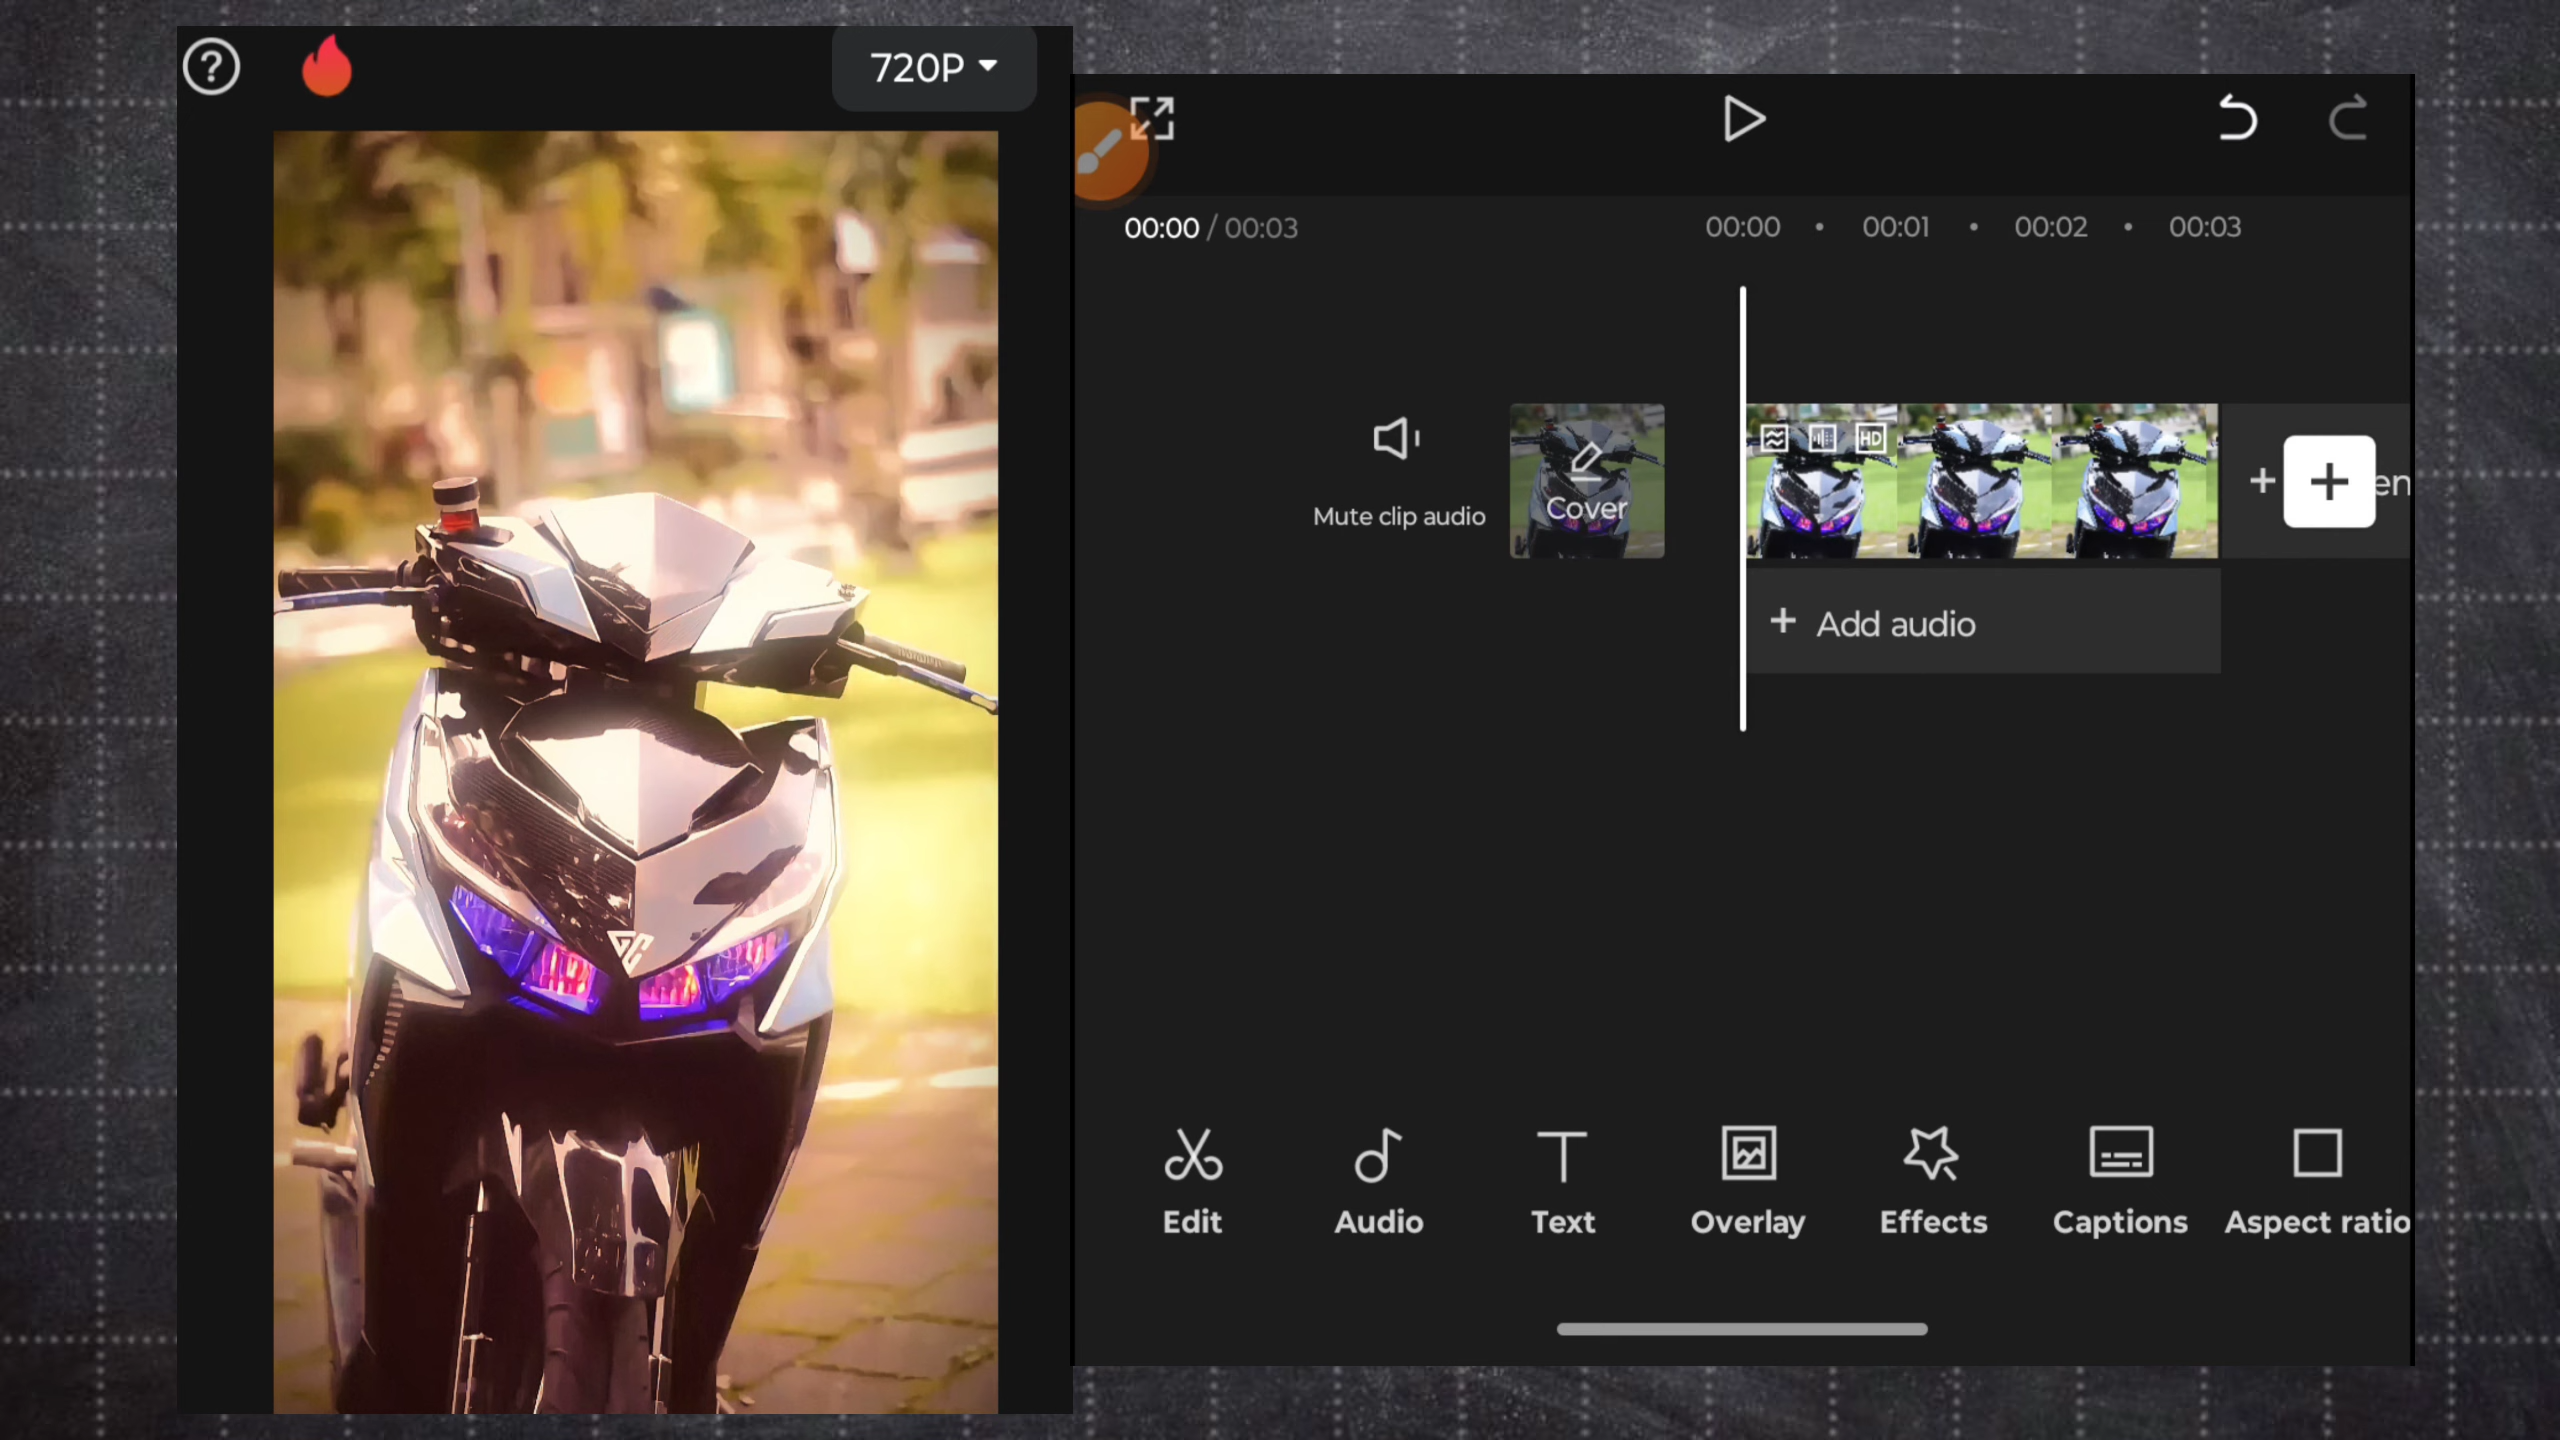 720P
00:00 / 00:03
00:00 • 00:01 • 00:02 • 00:03
HD
Mute clip audio
Cover
+ + en
+ Add audio
Edit
Audio
Text
Overlay
Effects
Captions
Aspect ratio